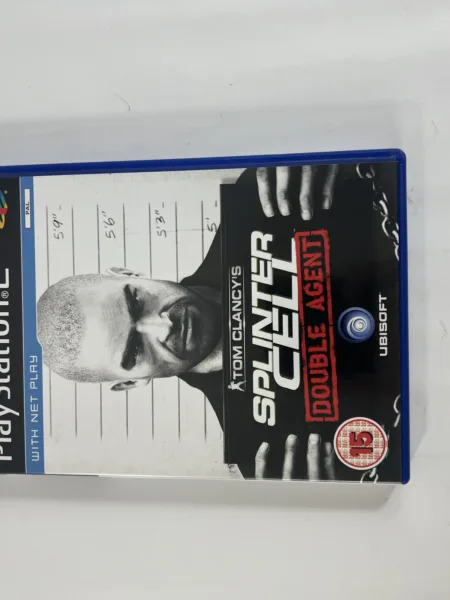 PlayStation®2
PAL
WITH NET PLAY
5'9"
5'6"
5'3"
5'
TOM CLANCY'S
SPLINTER
CELL
DOUBLE AGENT
UBISOFT
15